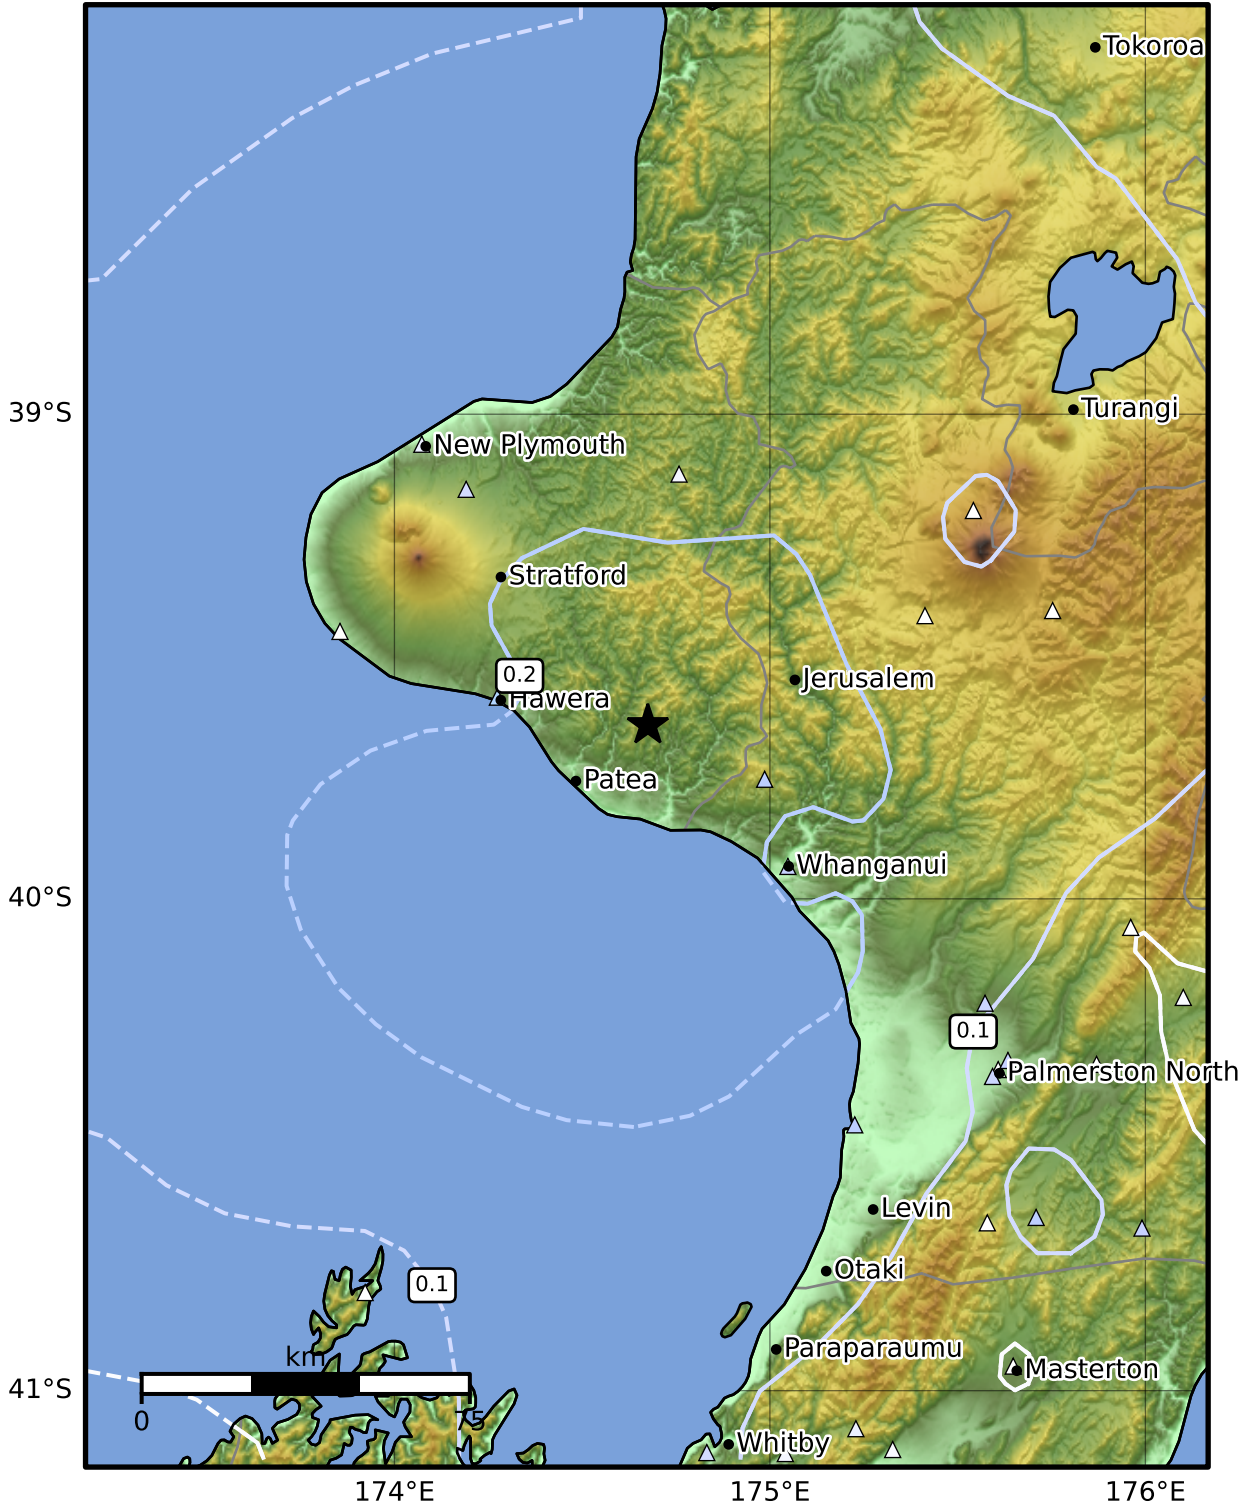 Tokoroa
39°S
Turangi
New Plymouth
Stratford
0.2
Jerusalem
Hawera
Patea
Whanganui
40°S
0.1
Palmerston North
Levin
Otaki
0.1
Paraparaumu
km
Masterton
41°S
0
75
Whitby
174°E
175°E
176°E